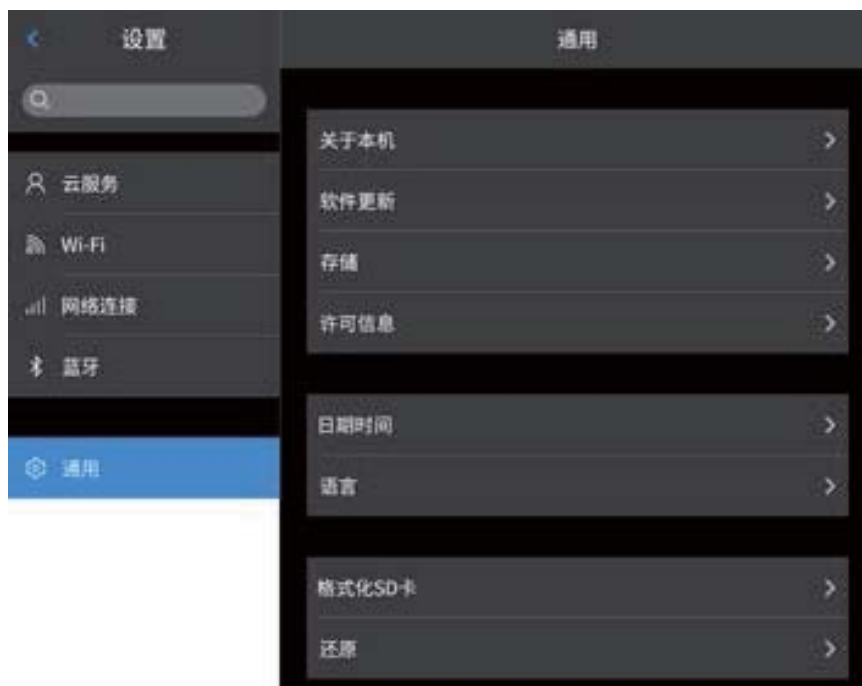 设置
云服务
Wi-Fi
网络连接
蓝牙
通用
通用
关于本机
软件更新
存储
许可信息
日期时间
语言
格式化SD卡
还原